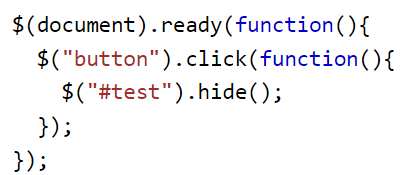 $(document).ready(function(){
  $("button").click(function(){
    $("#test").hide();
  });
});